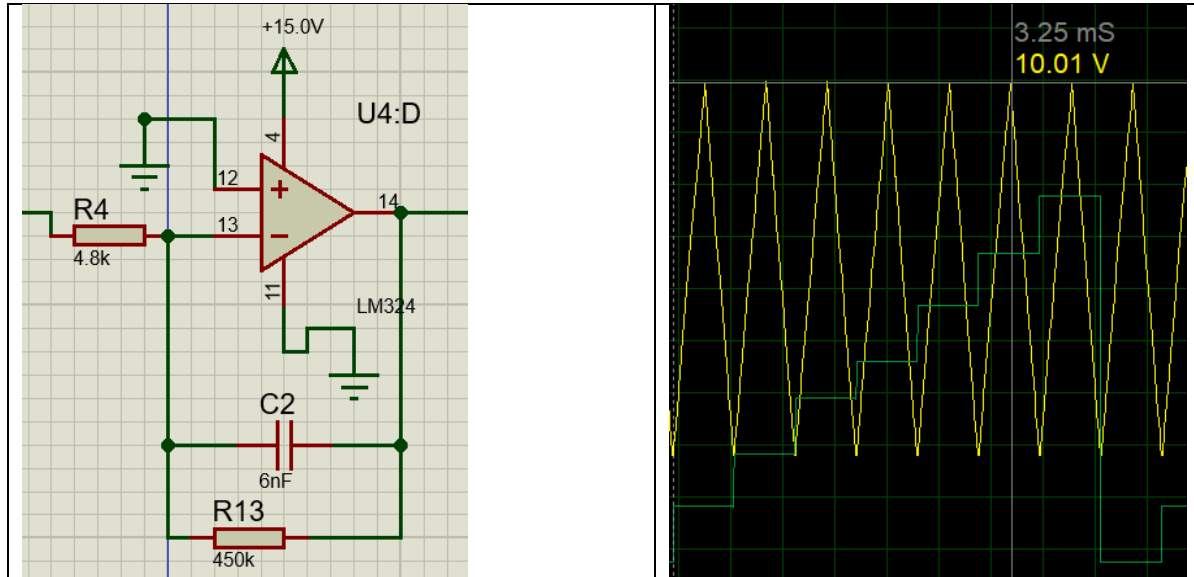 +15.0V
U4:D
4
12
R4
14
13
4.8k
11
LM324
C2
6nF
R13
450k
3.25 mS
10.01 V